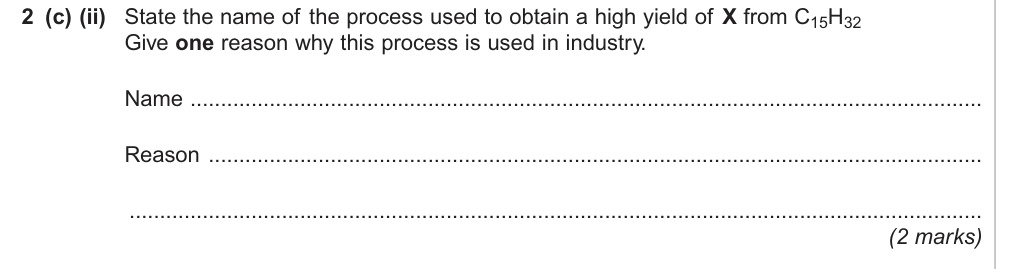 2 (c) (ii) State the name of the process used to obtain a high yield of X from C₁₅H₃₂
Give one reason why this process is used in industry.
Name ..........................................................................................................................................
Reason .......................................................................................................................................
....................................................................................................................................................
(2 marks)